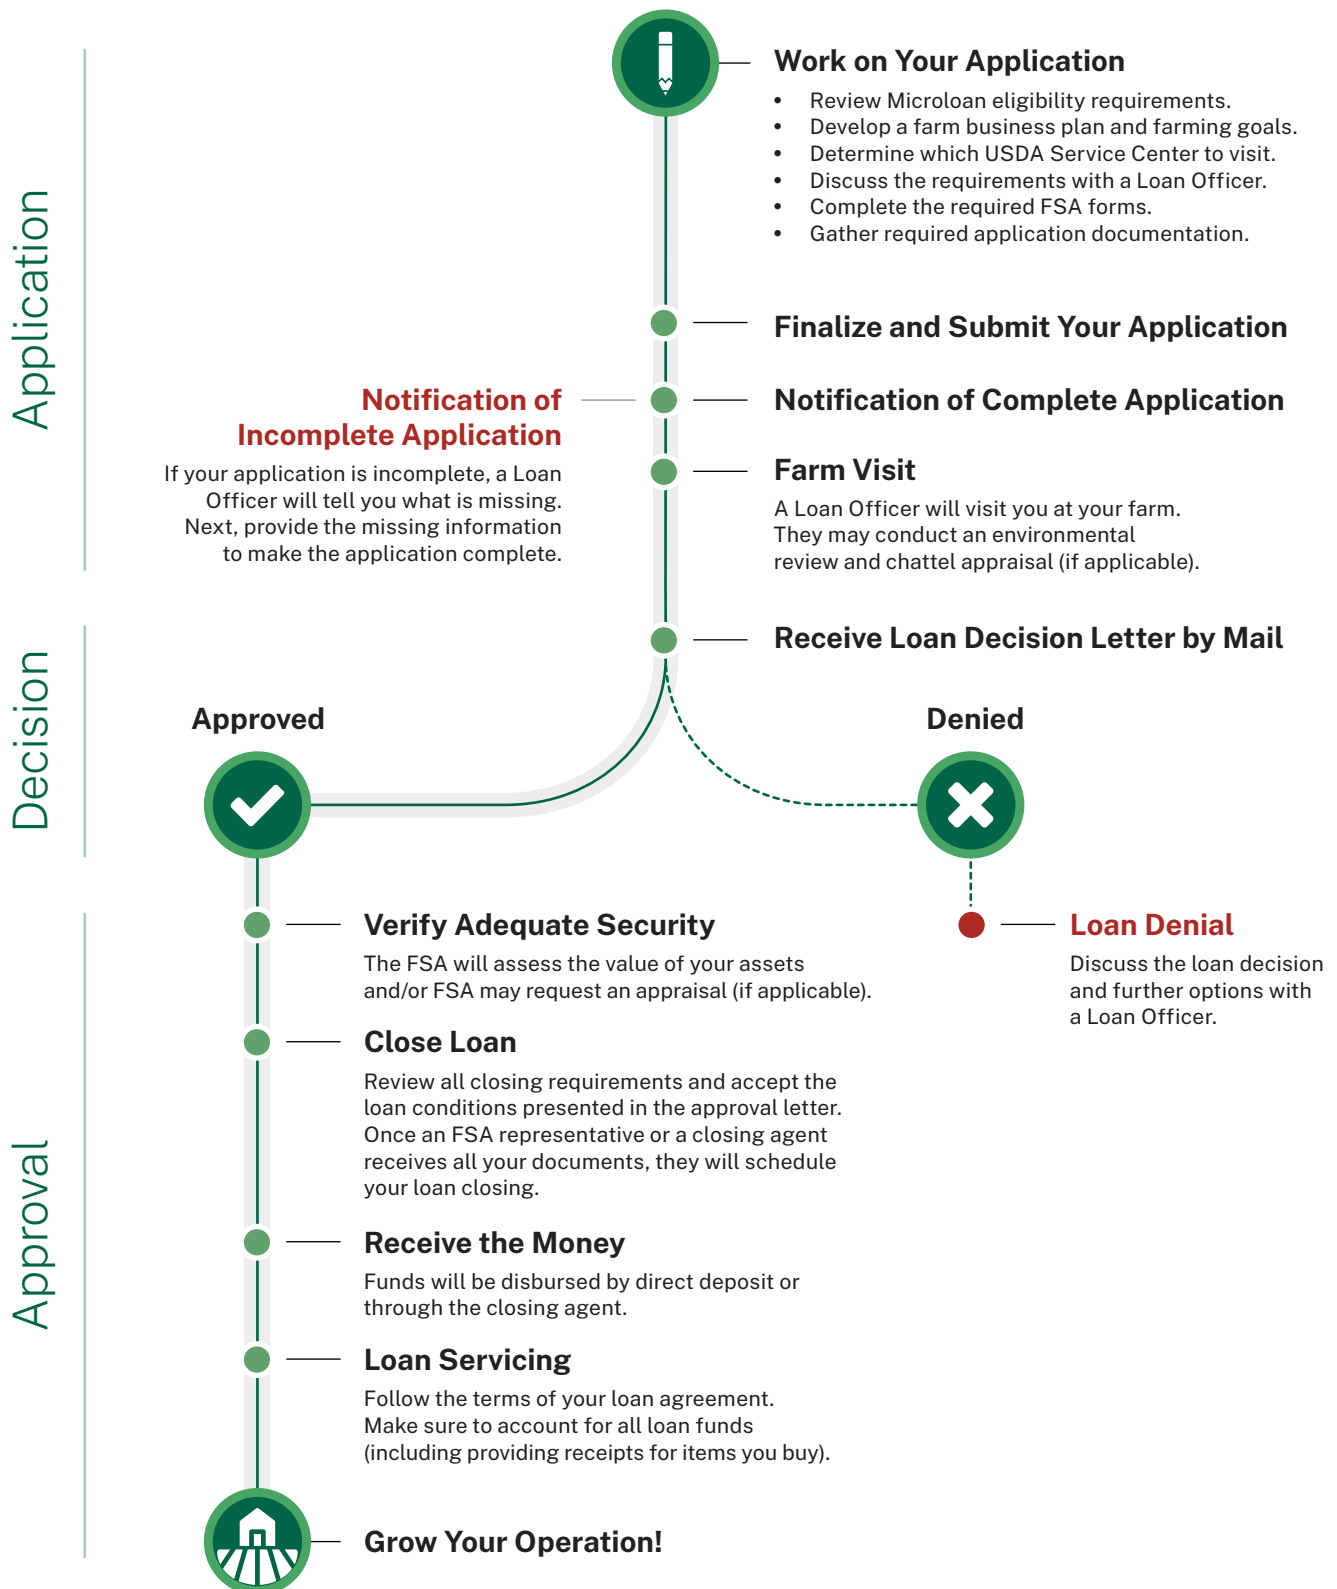 Application
Work on Your Application
• Review Microloan eligibility requirements.
• Develop a farm business plan and farming goals.
• Determine which USDA Service Center to visit.
• Discuss the requirements with a Loan Officer.
• Complete the required FSA forms.
• Gather required application documentation.
Finalize and Submit Your Application
Notification of
Incomplete Application
If your application is incomplete, a Loan
Officer will tell you what is missing.
Next, provide the missing information
to make the application complete.
Notification of Complete Application
Farm Visit
A Loan Officer will visit you at your farm.
They may conduct an environmental
review and chattel appraisal (if applicable).
Decision
Receive Loan Decision Letter by Mail
Approved
Denied
Approval
Verify Adequate Security
The FSA will assess the value of your assets
and/or FSA may request an appraisal (if applicable).
Loan Denial
Discuss the loan decision
and further options with
a Loan Officer.
Close Loan
Review all closing requirements and accept the
loan conditions presented in the approval letter.
Once an FSA representative or a closing agent
receives all your documents, they will schedule
your loan closing.
Receive the Money
Funds will be disbursed by direct deposit or
through the closing agent.
Loan Servicing
Follow the terms of your loan agreement.
Make sure to account for all loan funds
(including providing receipts for items you buy).
Grow Your Operation!